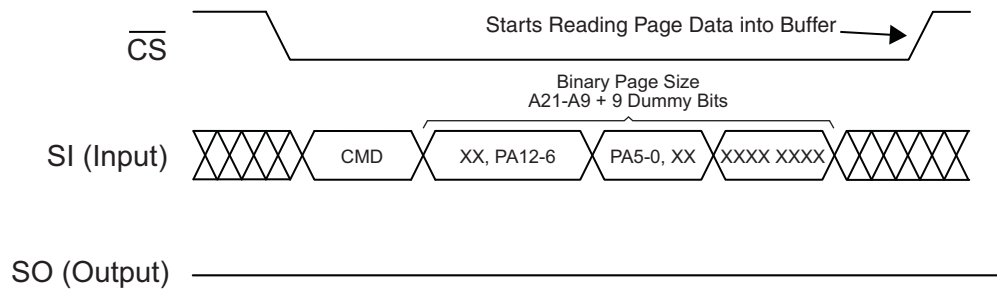 Starts Reading Page Data into Buffer
CS
Binary Page Size
A21-A9 + 9 Dummy Bits
SI (Input)
CMD
XX, PA12-6
PA5-0, XX
XXXX XXXX
SO (Output)